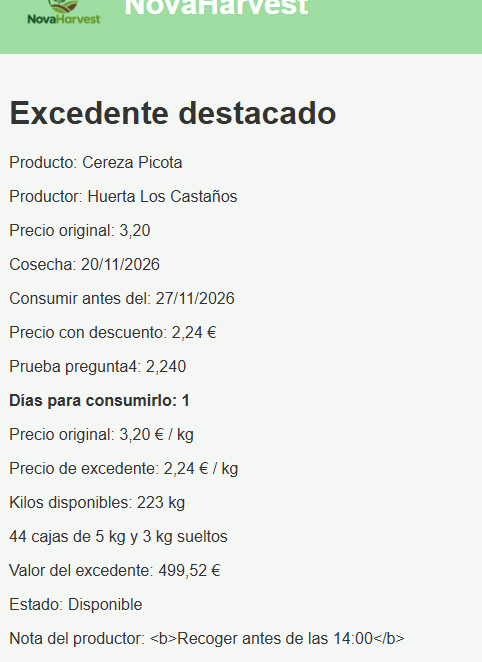 NovaHarvest
NovaHarvest
Excedente destacado
Producto: Cereza Picota
Productor: Huerta Los Castaños
Precio original: 3,20
Cosecha: 20/11/2026
Consumir antes del: 27/11/2026
Precio con descuento: 2,24 €
Prueba pregunta4: 2,240
Días para consumirlo: 1
Precio original: 3,20 € / kg
Precio de excedente: 2,24 € / kg
Kilos disponibles: 223 kg
44 cajas de 5 kg y 3 kg sueltos
Valor del excedente: 499,52 €
Estado: Disponible
Nota del productor: <b>Recoger antes de las 14:00</b>